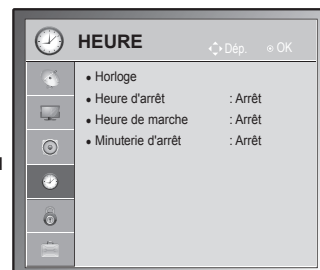 HEURE
Dép. OK
• Horloge
• Heure d'arrêt : Arrêt
• Heure de marche : Arrêt
• Minuterie d'arrêt : Arrêt